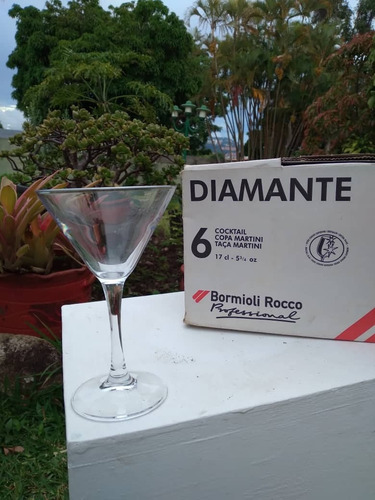 DIAMANTE
6
COCKTAIL
COPA MARTINI
TAÇA MARTINI
17 cl - 5¾ oz
Bormioli Rocco
Professional